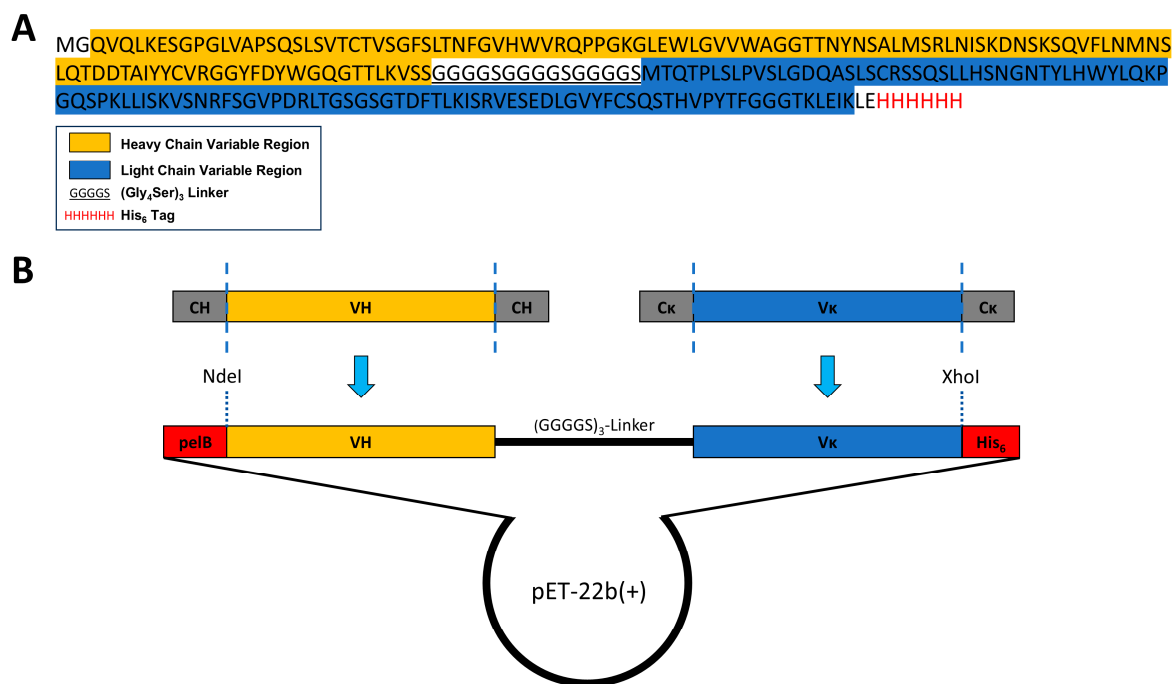 A
MGQVQLKESGPGLVAPSQSLSVTCTVSGFSLTNFGVHWVRQPPGKGLEWLGVVWAGGTTNYNSALMSRLNISKDNSKSQVFLNMNS
LQTDDTAIYYCVRGGYFDYWGQGTTLKVSSGGGGSGGGGSGGGGSMTQTPLSLPVSLGDQASLSCRSSQSLLHSNGNTYLHWYLQKP
GQSPKLLISKVSNRFSGVPDRLTGSGSGTDFTLKISRVESEDLGVYFCSQSTHVPYTFGGGTKLEIKLEHHHHHH
Heavy Chain Variable Region
Light Chain Variable Region
GGGGS (Gly₄Ser)₃ Linker
HHHHHH His₆ Tag
B
CH VH CH Cκ Vκ Cκ
NdeI XhoI
pelB VH (GGGGS)₃-Linker Vκ His₆
pET-22b(+)